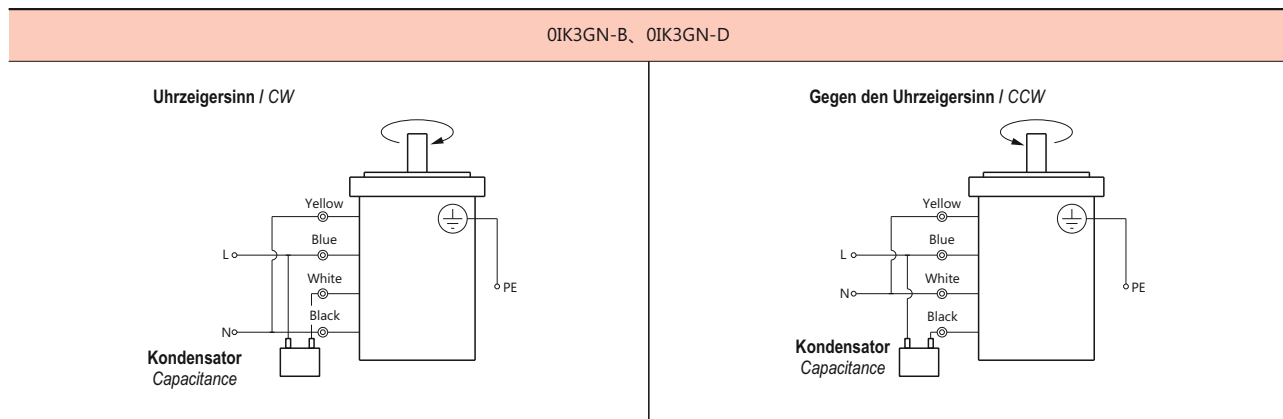 0IK3GN-B、0IK3GN-D
Uhrzeigersinn / CW
Yellow
Blue
L
White
PE
Black
N
Kondensator
Capacitance
Gegen den Uhrzeigersinn / CCW
Yellow
Blue
L
White
N
PE
Black
Kondensator
Capacitance